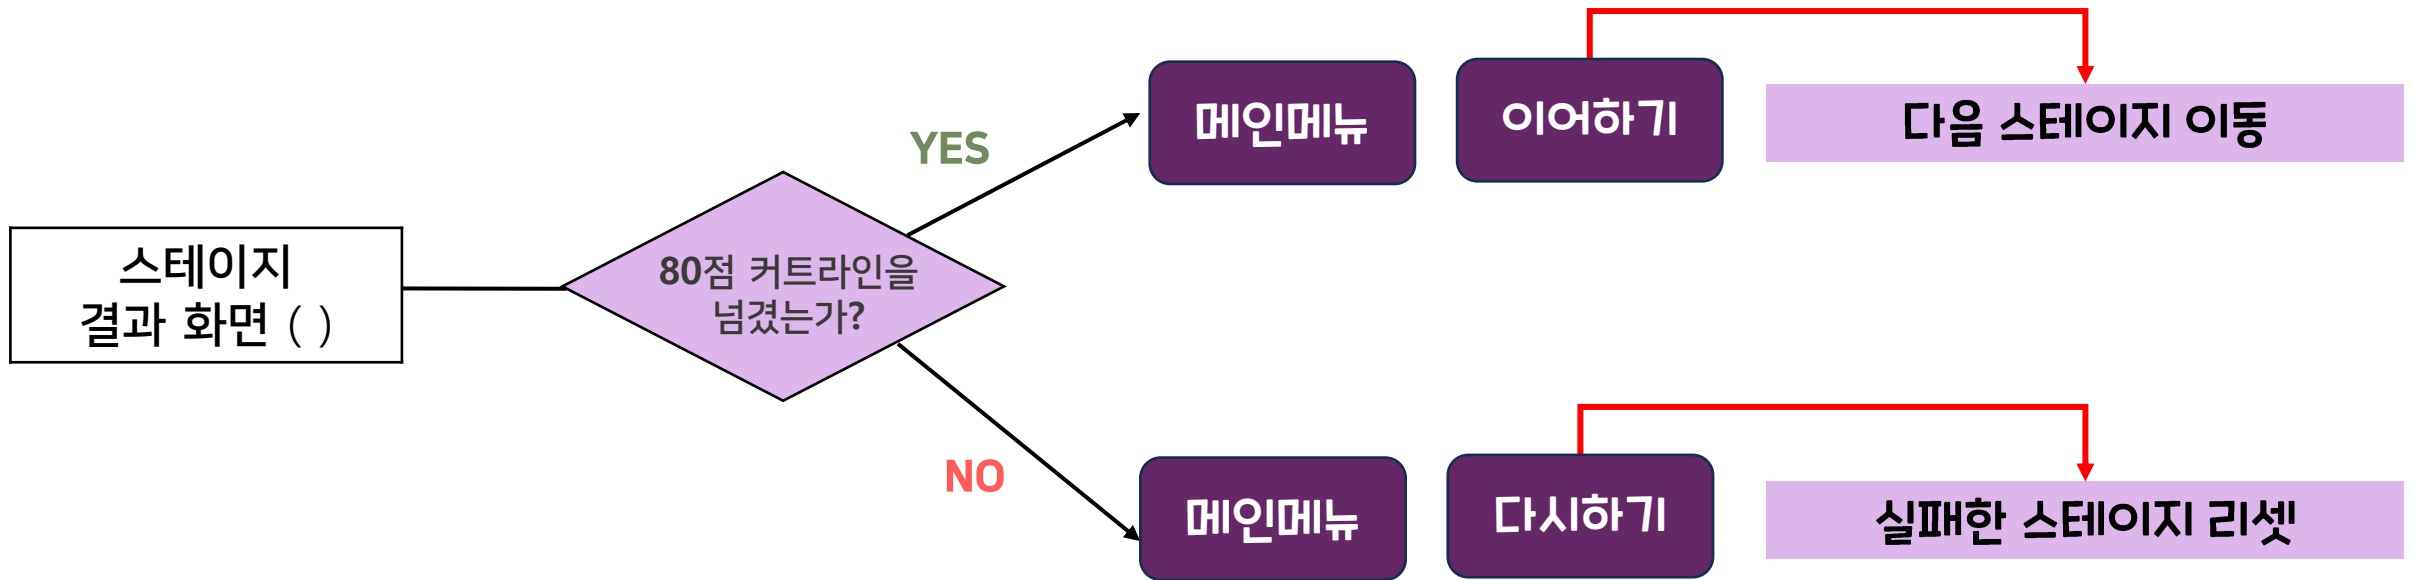 스테이지
결과 화면 ( )
80점 커트라인을
넘겼는가?
YES
메인메뉴
이어하기
다음 스테이지 이동
NO
메인메뉴
다시하기
실패한 스테이지 리셋